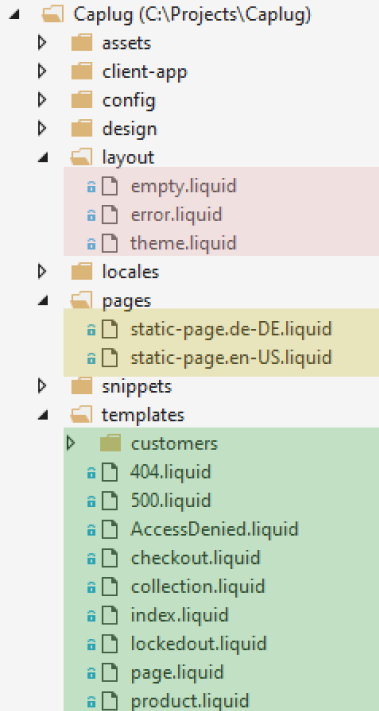 Caplug (C:\Projects\Caplug)
assets
client-app
config
design
layout
empty.liquid
error.liquid
theme.liquid
locales
pages
static-page.de-DE.liquid
static-page.en-US.liquid
snippets
templates
customers
404.liquid
500.liquid
AccessDenied.liquid
checkout.liquid
collection.liquid
index.liquid
lockedout.liquid
page.liquid
product.liquid